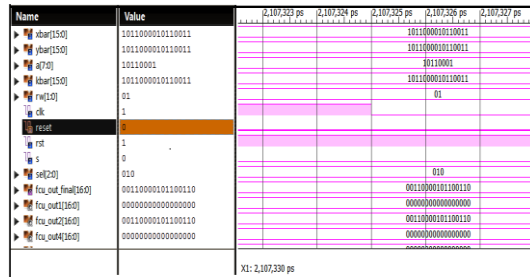 Name Value 2,107,323 ps 2,107,324 ps 2,107,325 ps 2,107,326 ps 2,107,327 ps
xbar[15:0] 1011000010110011 1011000010110011
ybar[15:0] 1011000010110011 1011000010110011
a[7:0] 10110001 10110001
kbar[15:0] 1011000010110011 1011000010110011
rw[1:0] 01 01
clk 1
reset 0
rst 1
s 0
sel[2:0] 010 010
fcu_out_final[16:0] 00110000101100110 00110000101100110
fcu_out1[16:0] 00000000000000000 00000000000000000
fcu_out2[16:0] 00110000101100110 00110000101100110
fcu_out4[16:0] 00000000000000000 00000000000000000
X1: 2,107,330 ps